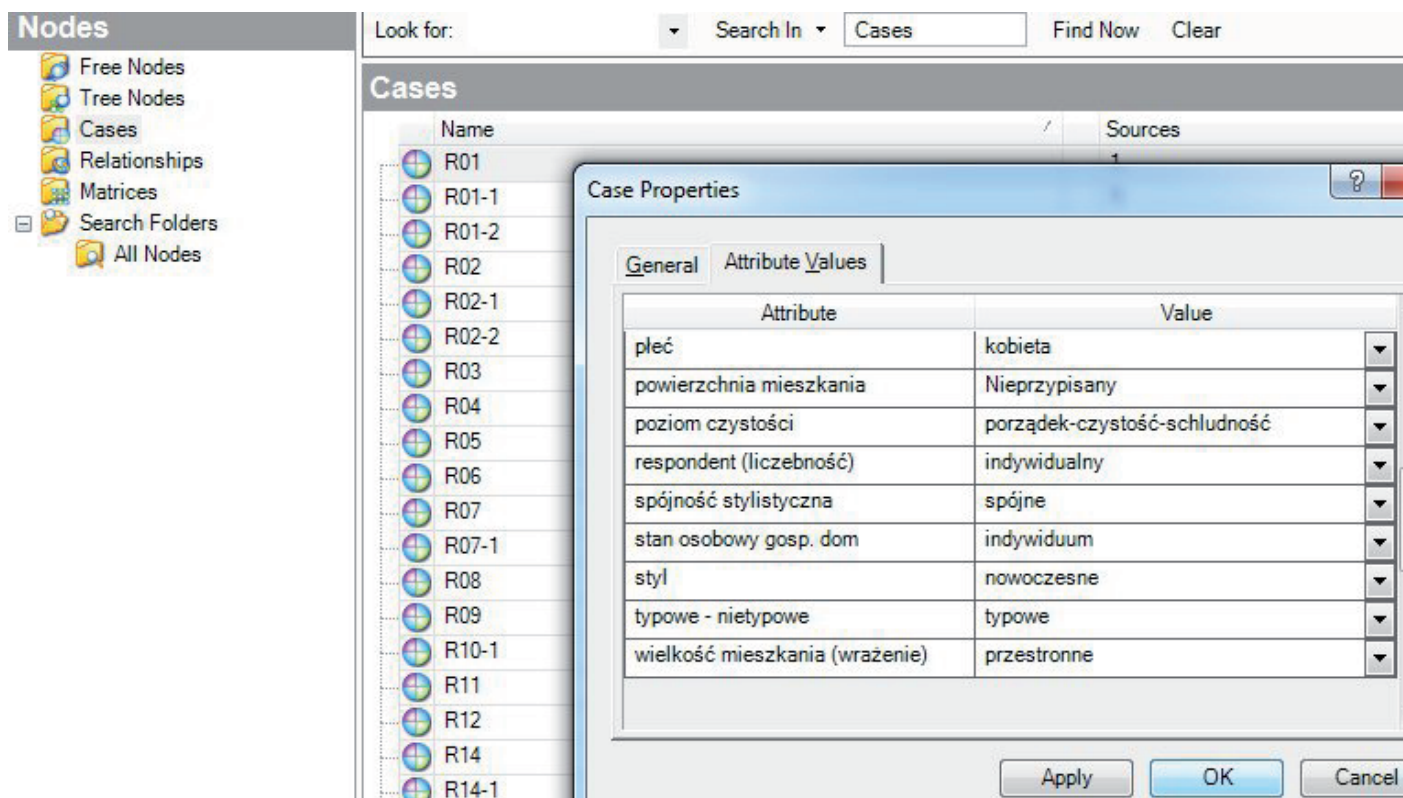 Nodes
Free Nodes
Tree Nodes
Cases
Relationships
Matrices
Search Folders
All Nodes
Look for: Search In Cases Find Now Clear
Cases
Name Sources
R01 1
R01-1
R01-2
R02
R02-1
R02-2
R03
R04
R05
R06
R07
R07-1
R08
R09
R10-1
R11
R12
R14
R14-1
Case Properties ?
General Attribute Values
Attribute Value
płeć kobieta
powierzchnia mieszkania Nieprzypisany
poziom czystości porządek-czystość-schludność
respondent (liczebność) indywidualny
spójność stylistyczna spójne
stan osobowy gosp. dom indywiduum
styl nowoczesne
typowe - nietypowe typowe
wielkość mieszkania (wrażenie) przestronne
Apply OK Cancel